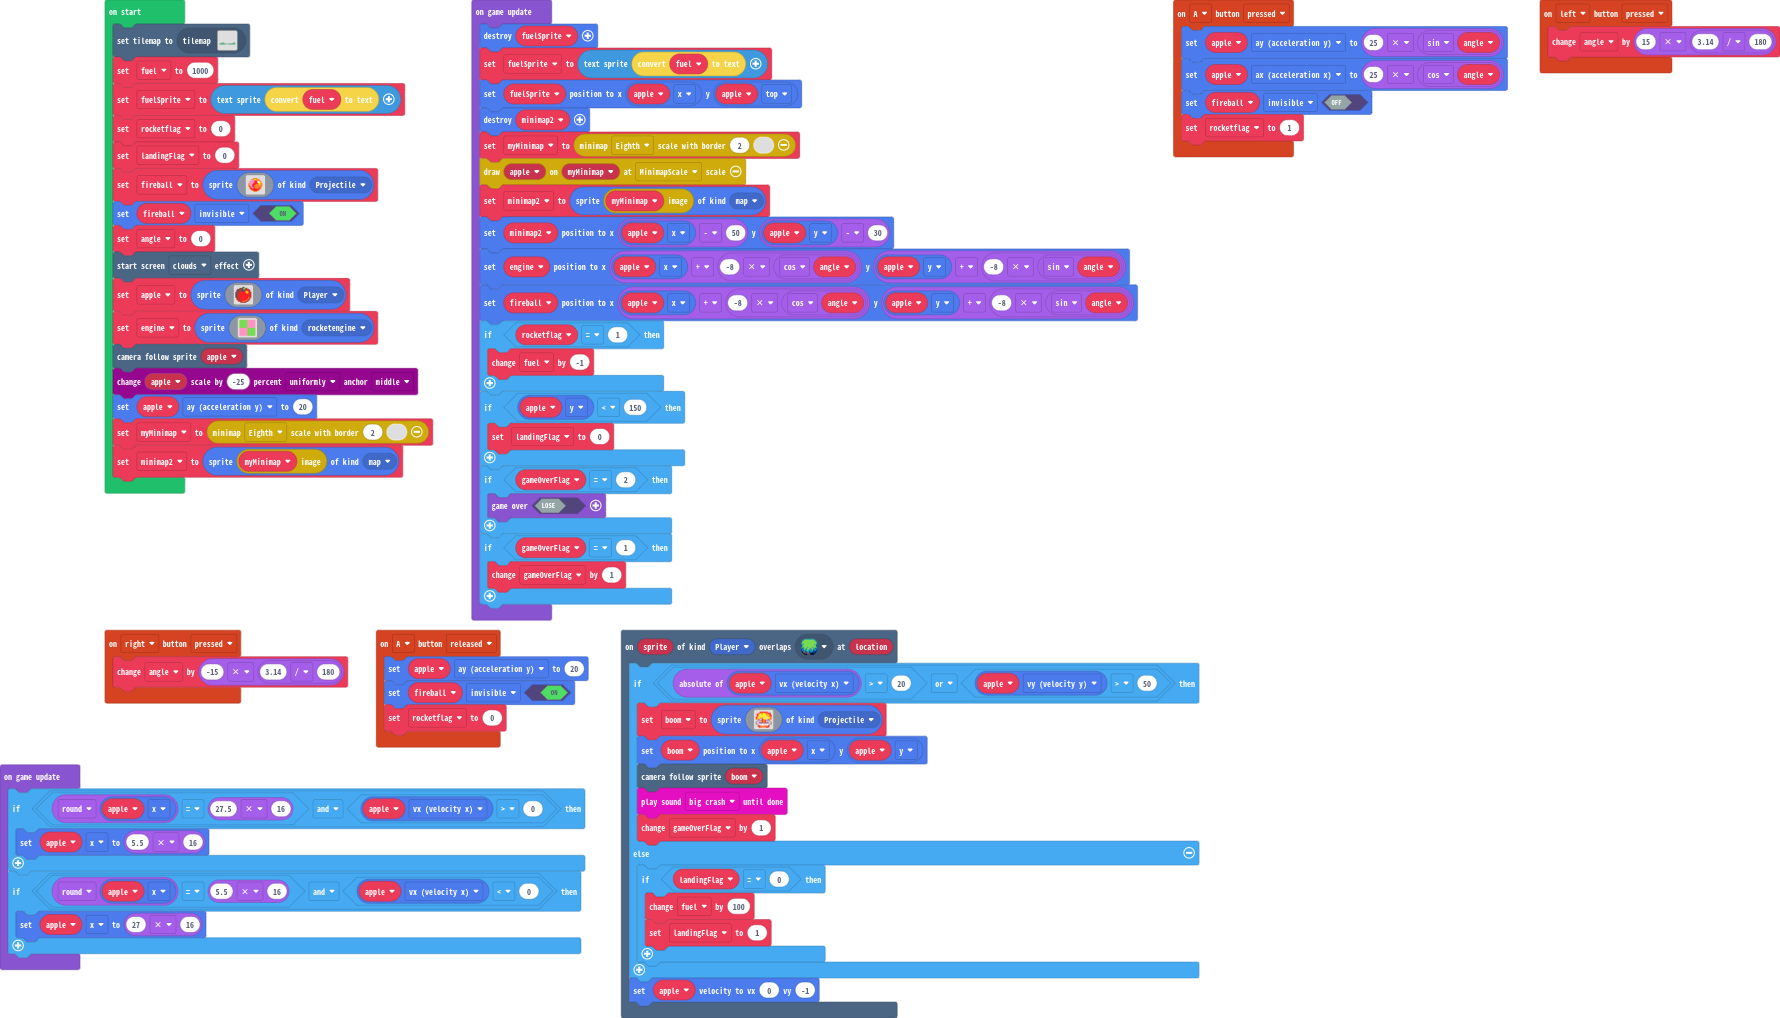 on start
set tilemap to tilemap
set fuel to 1000
set fuelSprite to text sprite convert fuel to text
set rocketflag to 0
set landingFlag to 0
set fireball to sprite of kind Projectile
set fireball invisible ON
set angle to 0
start screen clouds effect
set apple to sprite of kind Player
set engine to sprite of kind rocketengine
camera follow sprite apple
change apple scale by -25 percent uniformly anchor middle
set apple ay (acceleration y) to 20
set myMinimap to minimap Eighth scale with border 2
set minimap2 to sprite myMinimap image of kind map
on game update
destroy fuelSprite
set fuelSprite to text sprite convert fuel to text
set fuelSprite position to x apple x y apple top
destroy minimap2
set myMinimap to minimap Eighth scale with border 2
draw apple on myMinimap at MinimapScale scale
set minimap2 to sprite myMinimap image of kind map
set minimap2 position to x apple x - 50 y apple y - 30
set engine position to x apple x + -8 × cos angle y apple y + -8 × sin angle
set fireball position to x apple x + -8 × cos angle y apple y + -8 × sin angle
if rocketflag = 1 then
change fuel by -1
if apple y < 150 then
set landingFlag to 0
if gameOverFlag = 2 then
game over LOSE
if gameOverFlag = 1 then
change gameOverFlag by 1
on A button pressed
set apple ay (acceleration y) to 25 × sin angle
set apple ax (acceleration x) to 25 × cos angle
set fireball invisible OFF
set rocketflag to 1
on left button pressed
change angle by 15 × 3.14 / 180
on right button pressed
change angle by -15 × 3.14 / 180
on A button released
set apple ay (acceleration y) to 20
set fireball invisible ON
set rocketflag to 0
on sprite of kind Player overlaps at location
if absolute of apple vx (velocity x) > 20 or apple vy (velocity y) > 50 then
set boom to sprite of kind Projectile
set boom position to x apple x y apple y
camera follow sprite boom
play sound big crash until done
change gameOverFlag by 1
else
if landingFlag = 0 then
change fuel by 100
set landingFlag to 1
set apple velocity to vx 0 vy -1
on game update
if round apple x = 27.5 × 16 and apple vx (velocity x) > 0 then
set apple x to 5.5 × 16
if round apple x = 5.5 × 16 and apple vx (velocity x) < 0 then
set apple x to 27 × 16